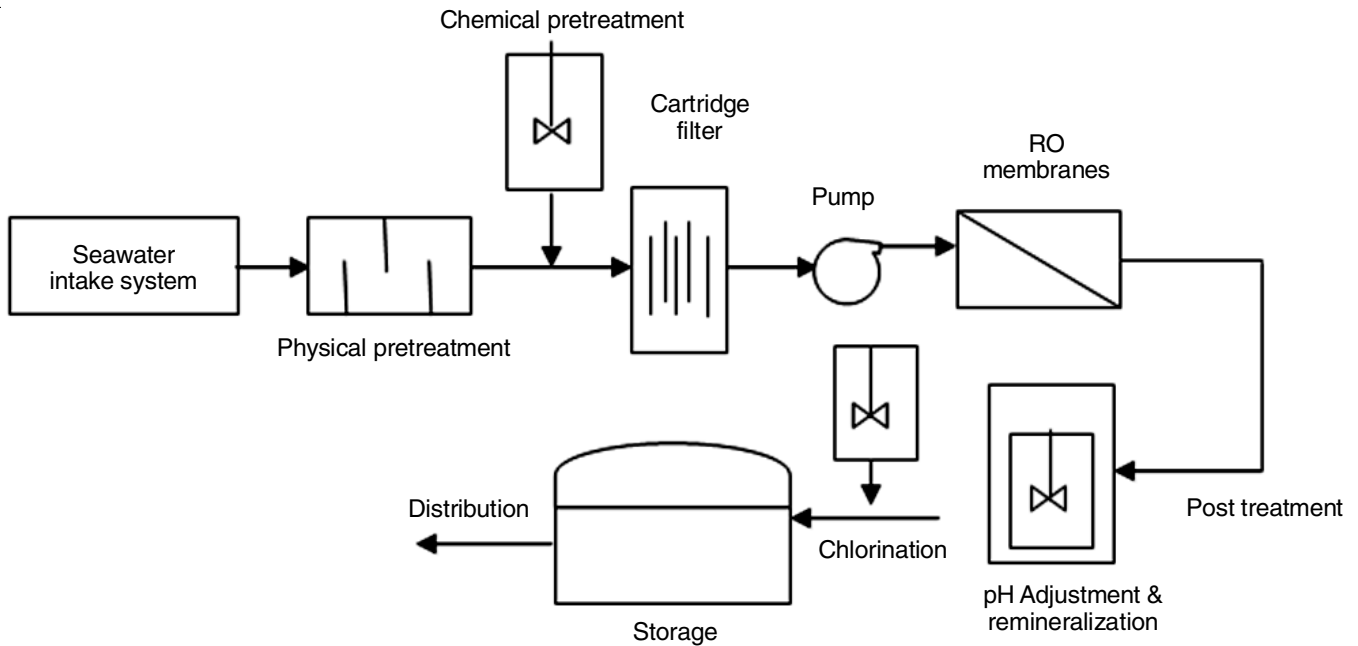 Chemical pretreatment
Cartridge
filter
RO
membranes
Pump
Seawater
intake system
Physical pretreatment
Distribution
Chlorination
Post treatment
pH Adjustment &
remineralization
Storage